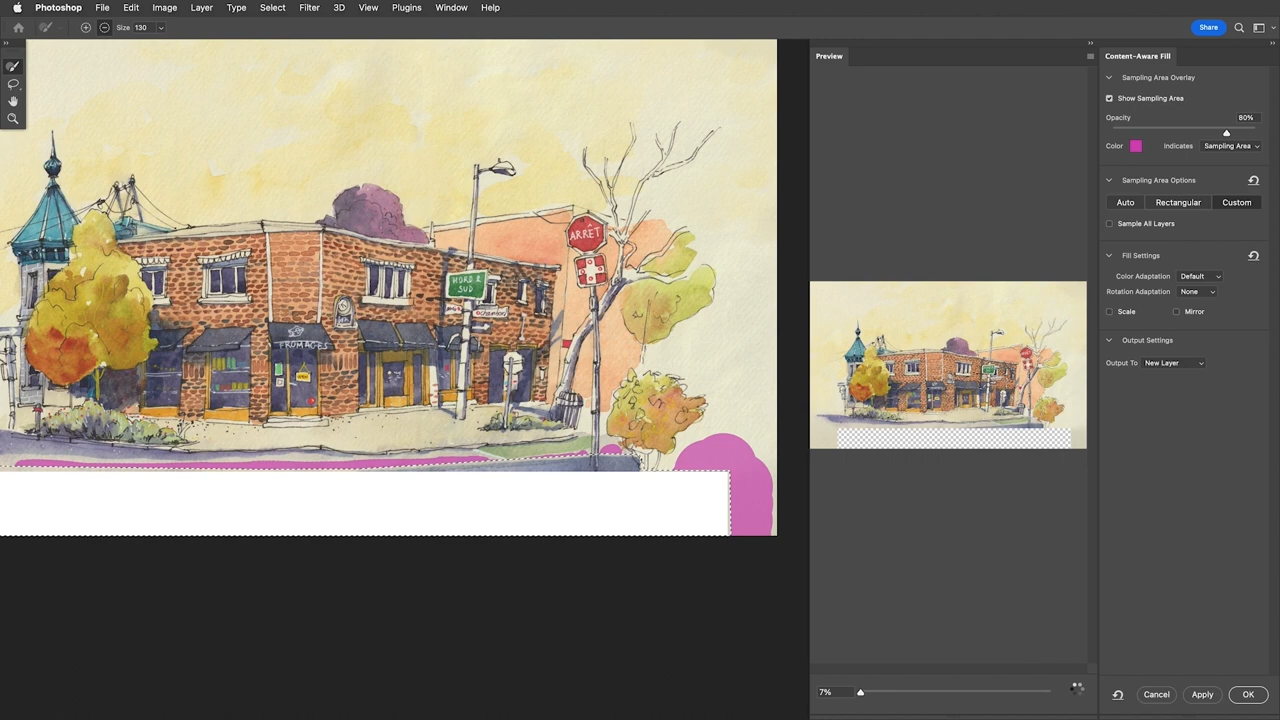 Photoshop File Edit Image Layer Type Select Filter 3D View Plugins Window Help
Size 130
Share
Preview
Content-Aware Fill
Sampling Area Overlay
Show Sampling Area
Opacity 80%
Color Indicates Sampling Area
Sampling Area Options
Auto Rectangular Custom
Sample All Layers
Fill Settings
Color Adaptation Default
Rotation Adaptation None
Scale Mirror
Output Settings
Output To New Layer
ARRÊT
NORD &
SUD
FROMAGES
7%
Cancel Apply OK